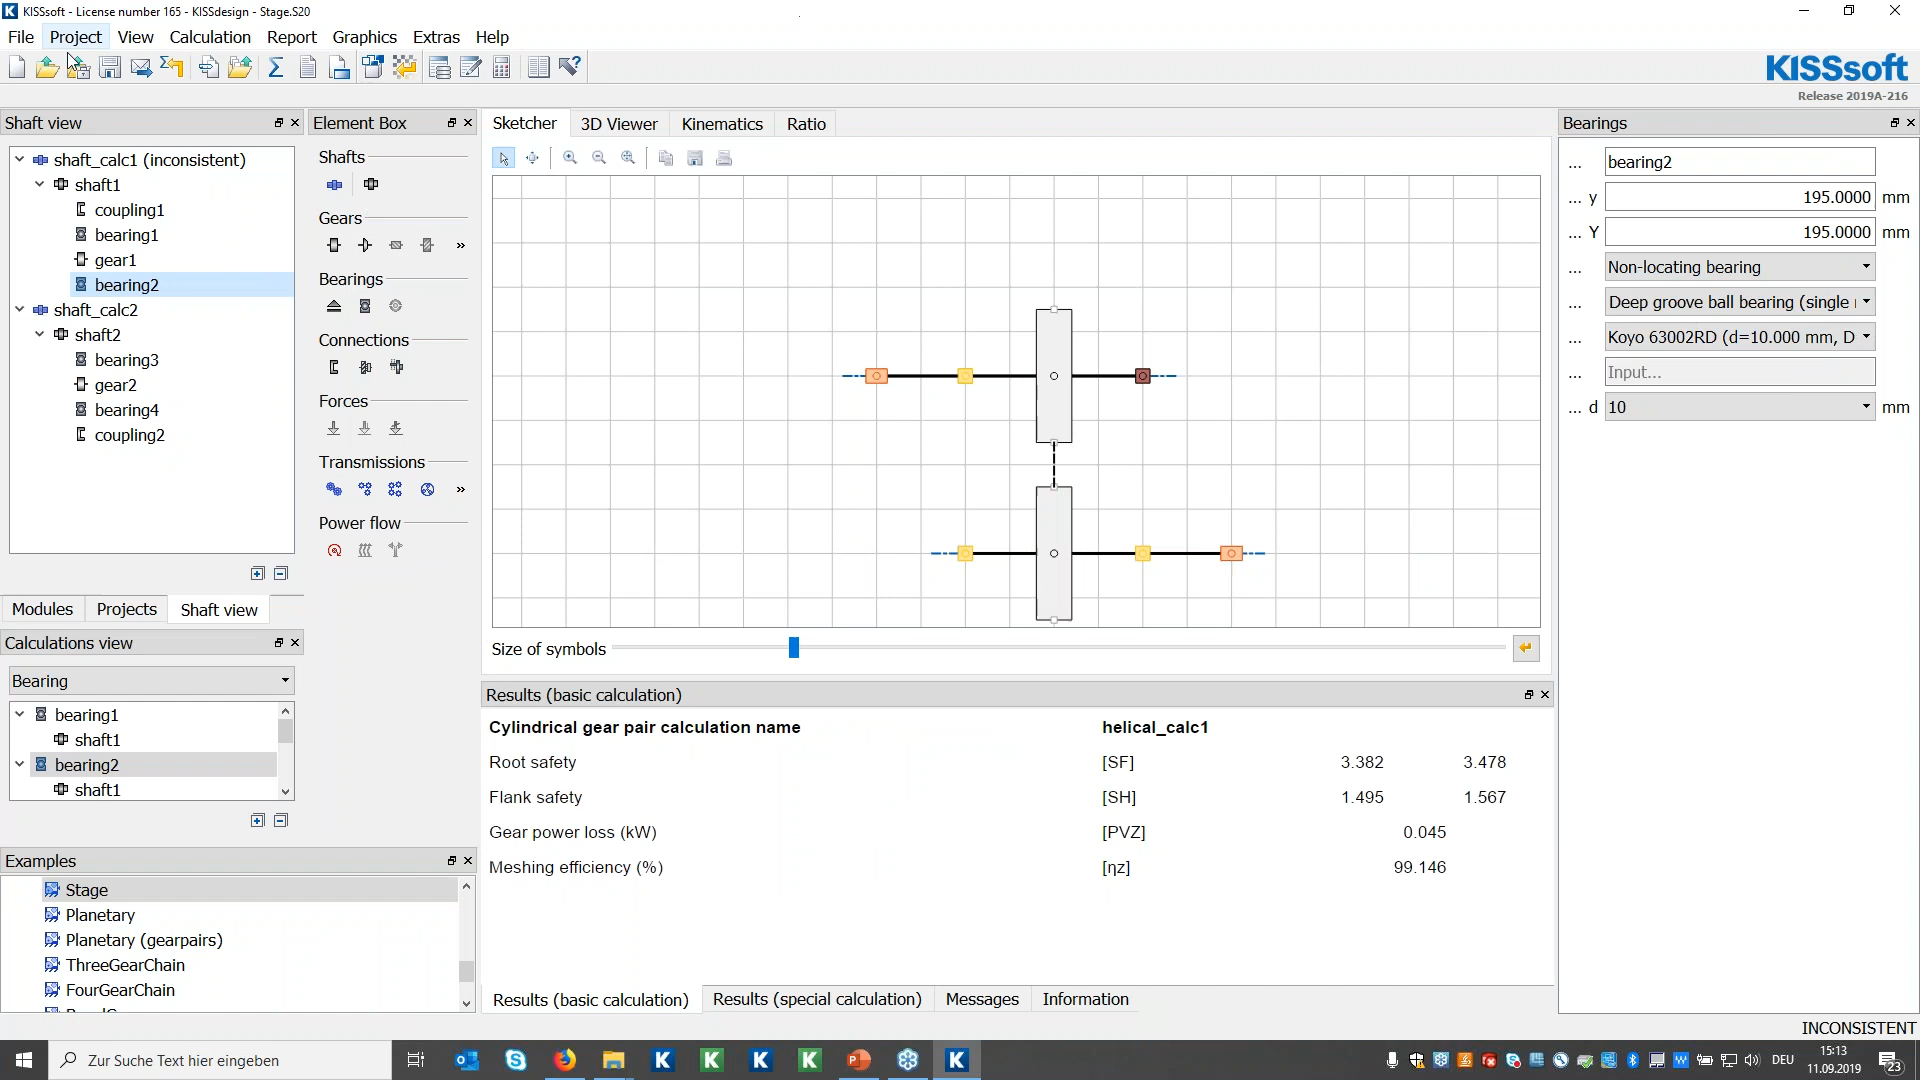 KISSsoft - License number 165 - KISSdesign - Stage.S20
File Project View Calculation Report Graphics Extras Help
KISSsoft
Release 2019A-216
Shaft view
shaft_calc1 (inconsistent)
shaft1
coupling1
bearing1
gear1
bearing2
shaft_calc2
shaft2
bearing3
gear2
bearing4
coupling2
Modules Projects Shaft view
Calculations view
Bearing
bearing1
shaft1
bearing2
shaft1
Examples
Stage
Planetary
Planetary (gearpairs)
ThreeGearChain
FourGearChain
Element Box
Shafts
Gears
»
Bearings
Connections
Forces
Transmissions
»
Power flow
Sketcher 3D Viewer Kinematics Ratio
Size of symbols
Results (basic calculation)
Cylindrical gear pair calculation name helical_calc1
Root safety [SF] 3.382 3.478
Flank safety [SH] 1.495 1.567
Gear power loss (kW) [PVZ] 0.045
Meshing efficiency (%) [ηz] 99.146
Results (basic calculation) Results (special calculation) Messages Information
Bearings
... bearing2
... y 195.0000 mm
... Y 195.0000 mm
... Non-locating bearing
... Deep groove ball bearing (single
... Koyo 63002RD (d=10.000 mm, D
... Input...
... d 10 mm
INCONSISTENT
Zur Suche Text hier eingeben
DEU
15:13
11.09.2019
23